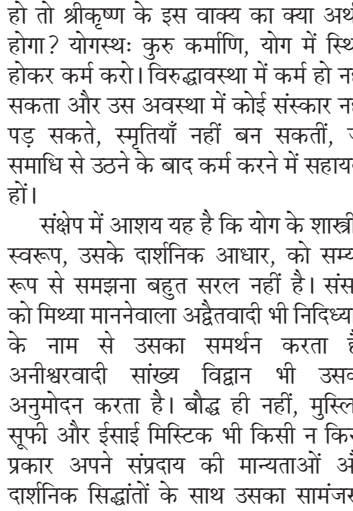 हो तो श्रीकृष्ण के इस वाक्य का क्या अर्थ
होगा? योगस्थः कुरु कर्माणि, योग में स्थि
होकर कर्म करो। विरुद्धावस्था में कर्म हो न
सकता और उस अवस्था में कोई संस्कार न
पड़ सकते, स्मृतियाँ नहीं बन सकतीं,
समाधि से उठने के बाद कर्म करने में सहाय
हों।
संक्षेप में आशय यह है कि योग के शास्त्री
स्वरूप, उसके दार्शनिक आधार, को सम्य
रूप से समझना बहुत सरल नहीं है। संस
को मिथ्या माननेवाला अद्वैतवादी भी निदिध्या
के नाम से उसका समर्थन करता है
अनीश्वरवादी सांख्य विद्वान भी उसक
अनुमोदन करता है। बौद्ध ही नहीं, मुस्लि
सूफी और ईसाई मिस्टिक भी किसी न किस
प्रकार अपने संप्रदाय की मान्यताओं औ
दार्शनिक सिद्धांतों के साथ उसका सामंजस